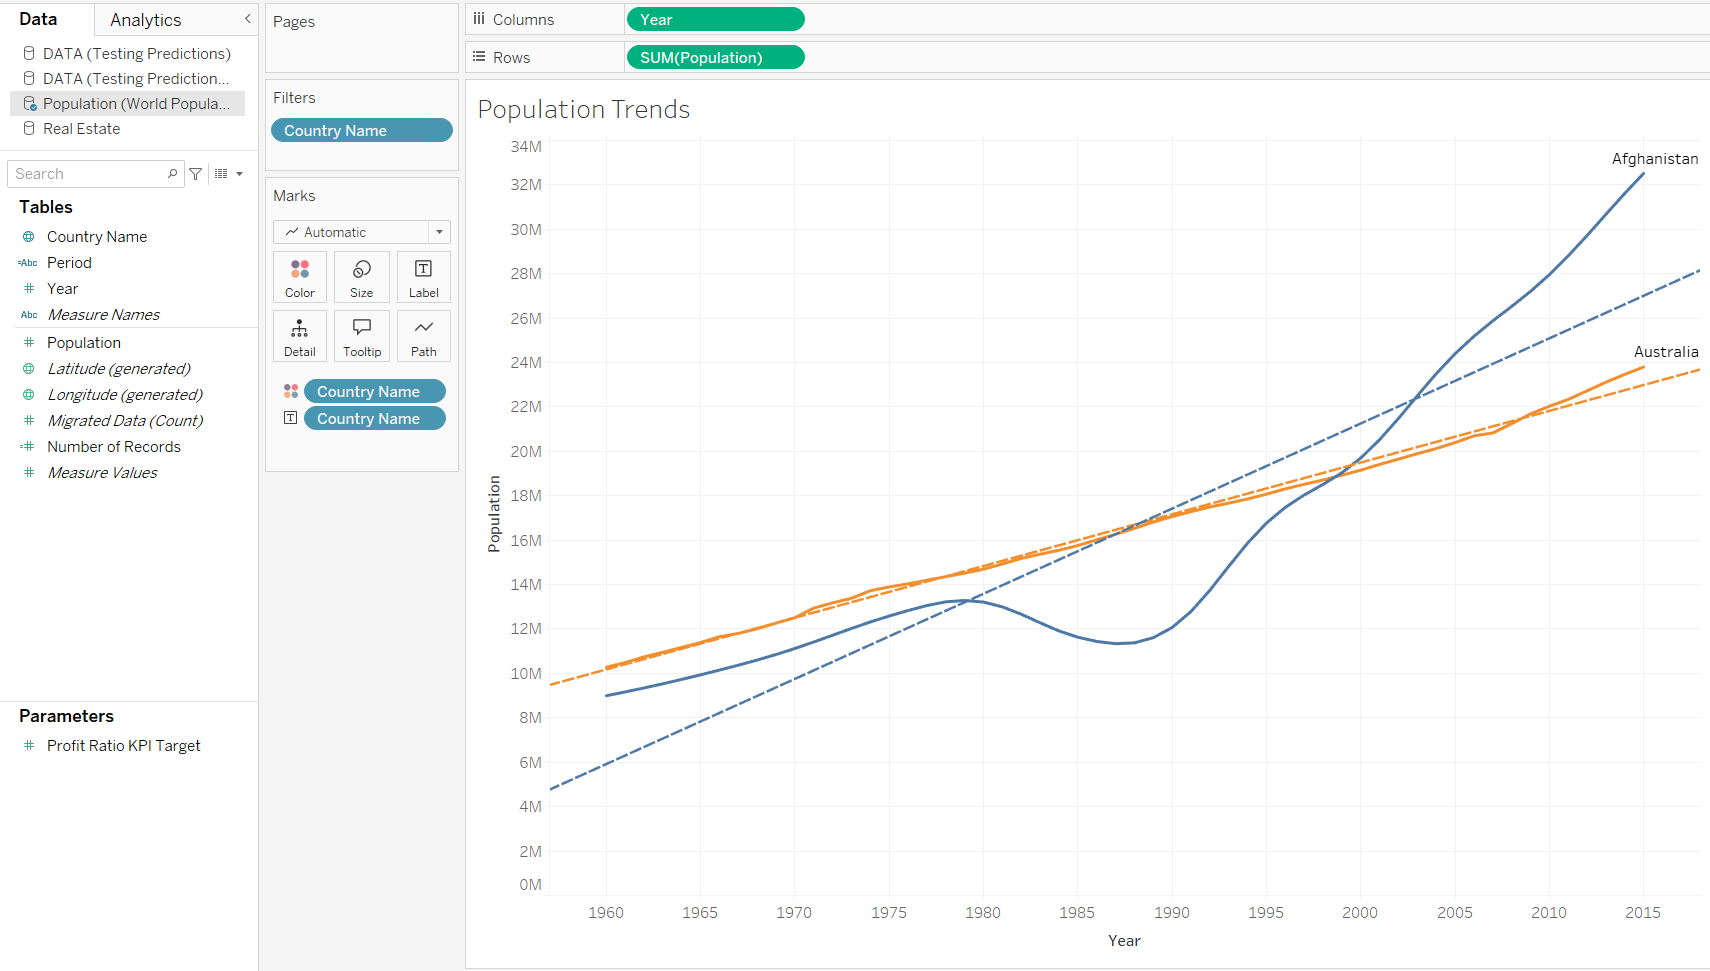 Data
Analytics
DATA (Testing Predictions)
DATA (Testing Prediction...
Population (World Popula...
Real Estate
Search
Tables
Country Name
=Abc Period
Year
Abc Measure Names
Population
Latitude (generated)
Longitude (generated)
Migrated Data (Count)
Number of Records
Measure Values
Parameters
Profit Ratio KPI Target
Pages
Filters
Country Name
Marks
Automatic
Color Size Label
Detail Tooltip Path
Country Name
Country Name
Columns Year
Rows SUM(Population)
Population Trends
34M
32M
30M
28M
26M
24M
22M
20M
18M
16M
14M
12M
10M
8M
6M
4M
2M
0M
Population
Afghanistan
Australia
1960 1965 1970 1975 1980 1985 1990 1995 2000 2005 2010 2015
Year